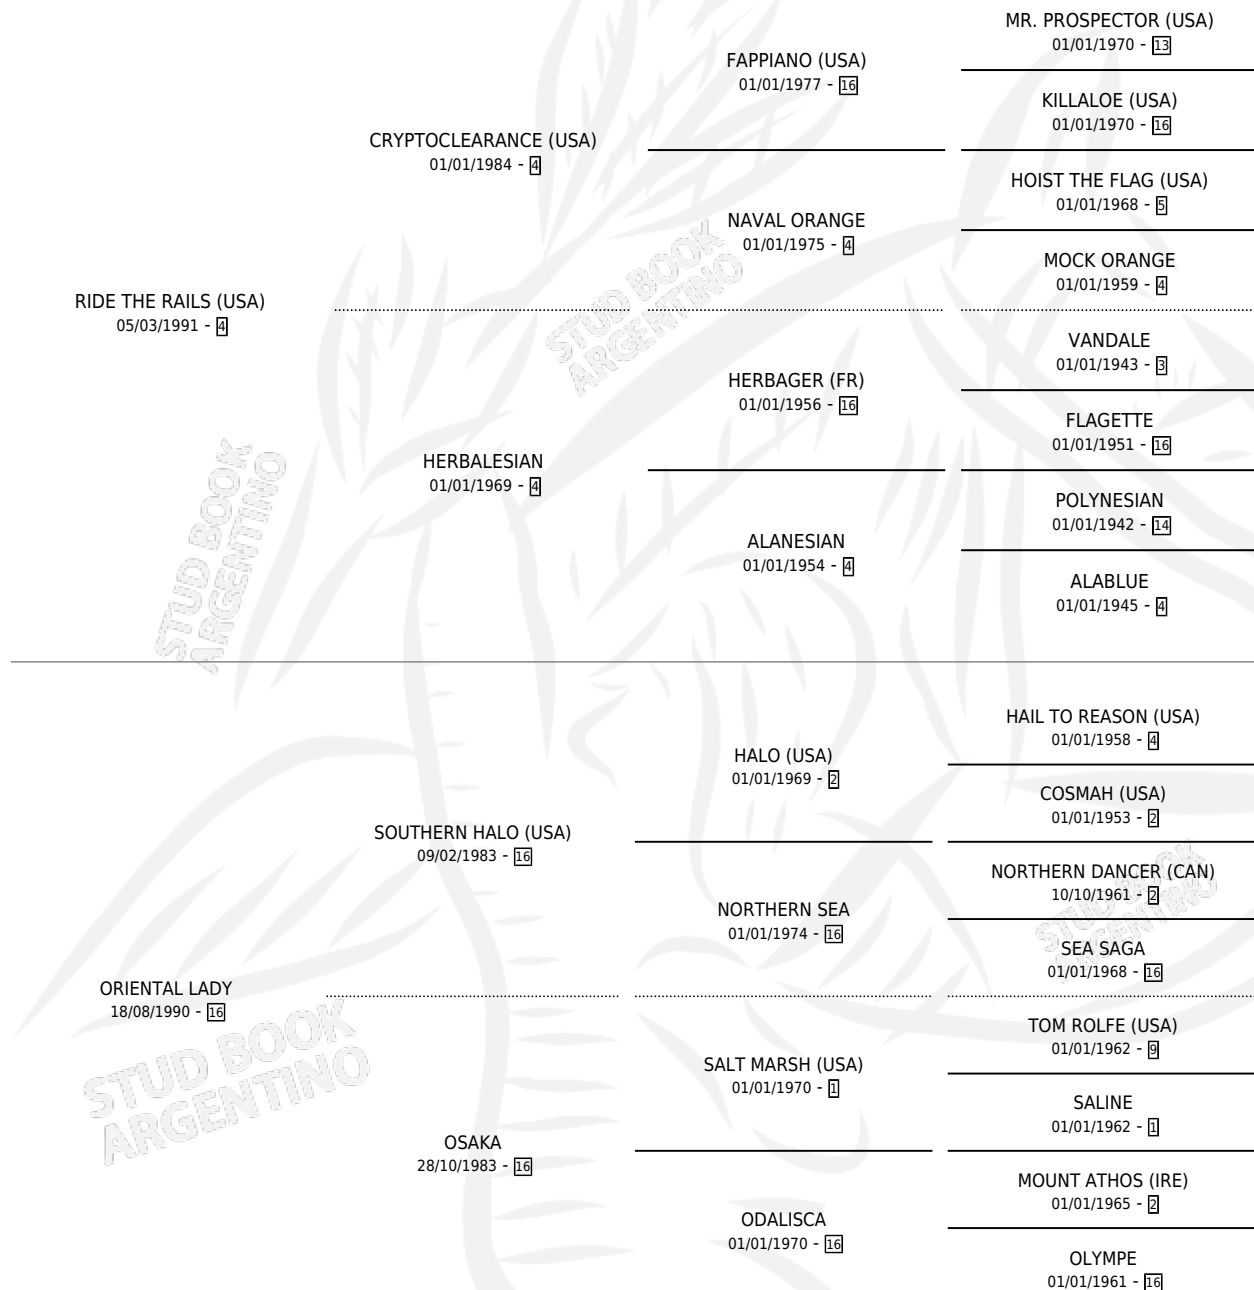 MR. PROSPECTOR (USA)
01/01/1970 - 13
FAPPIANO (USA)
01/01/1977 - 16
KILLALOE (USA)
01/01/1970 - 16
CRYPTOCLEARANCE (USA)
01/01/1984 - 4
HOIST THE FLAG (USA)
01/01/1968 - 5
NAVAL ORANGE
01/01/1975 - 4
MOCK ORANGE
01/01/1959 - 4
RIDE THE RAILS (USA)
05/03/1991 - 4
STUD BOOK
ARGENTINO
VANDALE
01/01/1943 - 3
HERBAGER (FR)
01/01/1956 - 16
FLAGETTE
01/01/1951 - 16
HERBALESIAN
01/01/1969 - 4
POLYNESIAN
01/01/1942 - 14
ALANESIAN
01/01/1954 - 4
ALABLUE
01/01/1945 - 4
STUD BOOK
ARGENTINO
HAIL TO REASON (USA)
01/01/1958 - 4
HALO (USA)
01/01/1969 - 2
COSMAH (USA)
01/01/1953 - 2
SOUTHERN HALO (USA)
09/02/1983 - 16
NORTHERN DANCER (CAN)
10/10/1961 - 2
STUD BOOK
ARGENTINO
NORTHERN SEA
01/01/1974 - 16
SEA SAGA
01/01/1968 - 16
ORIENTAL LADY
18/08/1990 - 16
STUD BOOK
ARGENTINO
TOM ROLFE (USA)
01/01/1962 - 9
SALT MARSH (USA)
01/01/1970 - 1
SALINE
01/01/1962 - 1
OSAKA
28/10/1983 - 16
MOUNT ATHOS (IRE)
01/01/1965 - 2
ODALISCA
01/01/1970 - 16
OLYMPE
01/01/1961 - 16